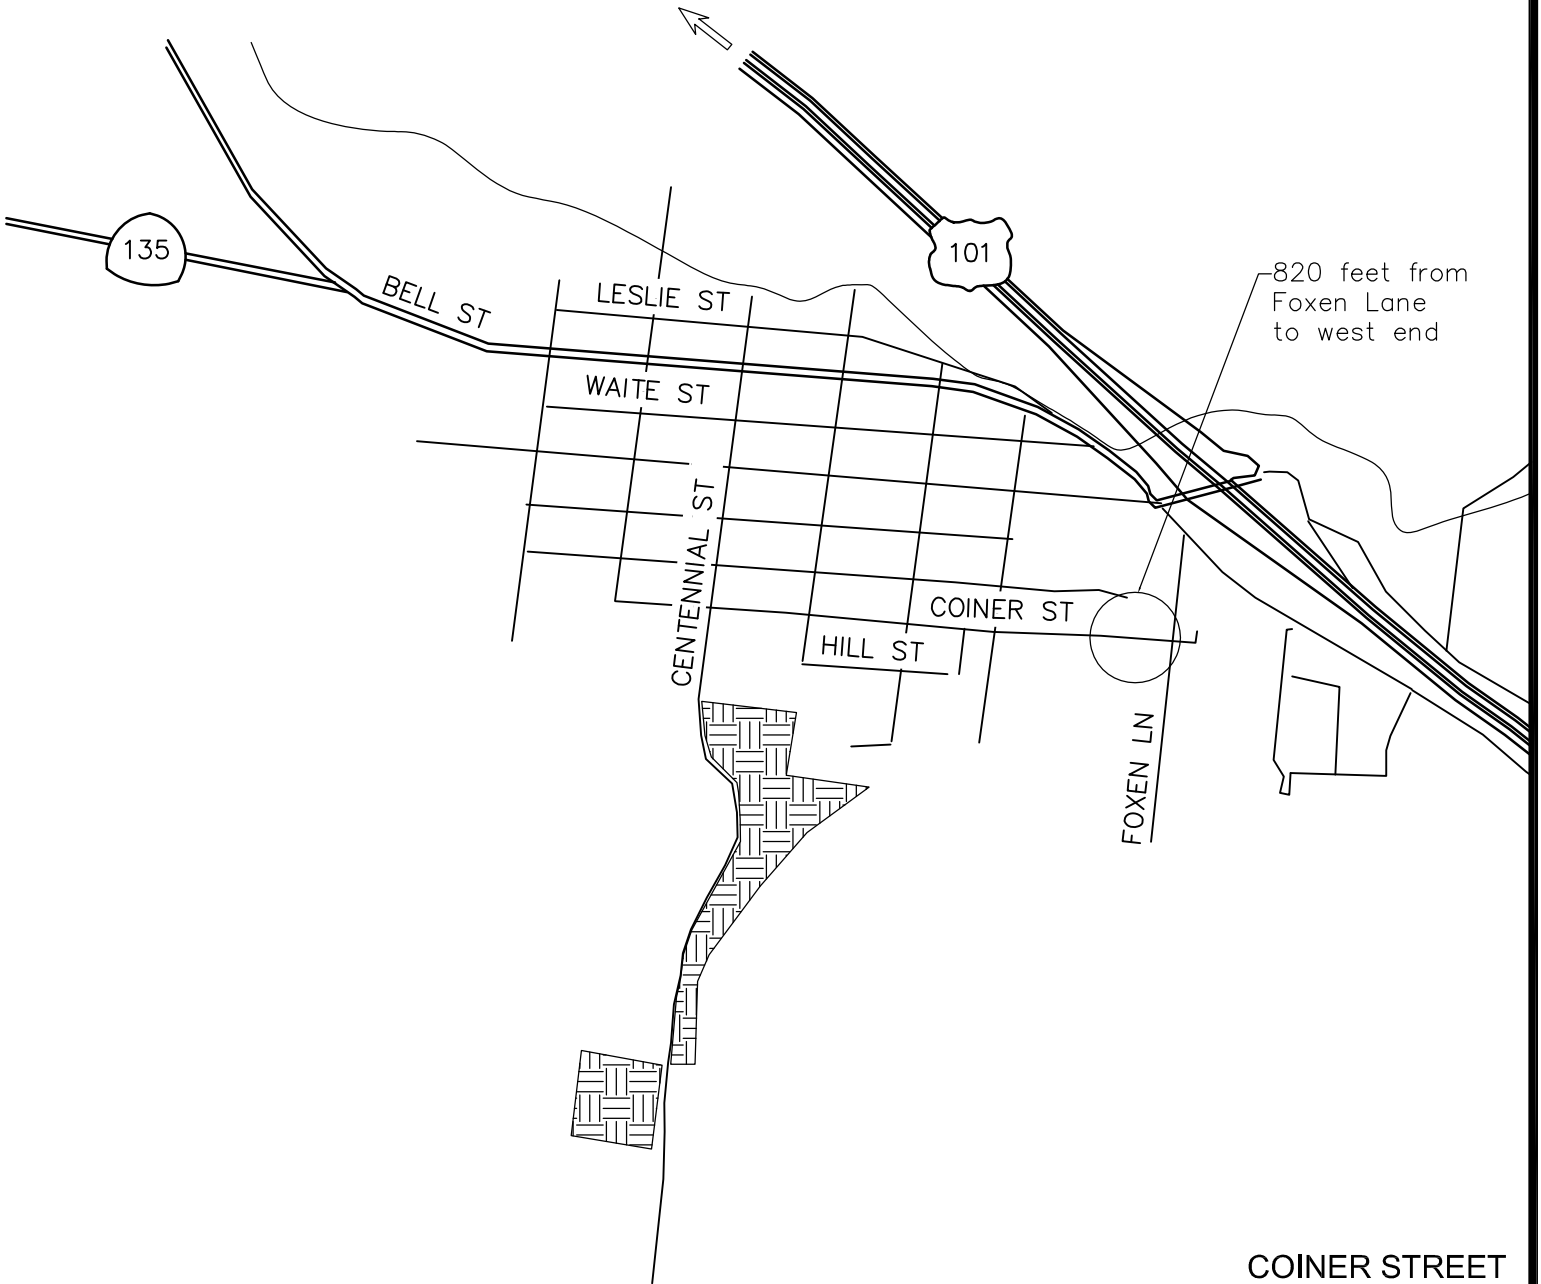 135
101
BELL ST
LESLIE ST
820 feet from
Foxen Lane
to west end
WAITE ST
CENTENNIAL ST
COINER ST
HILL ST
FOXEN LN
COINER STREET